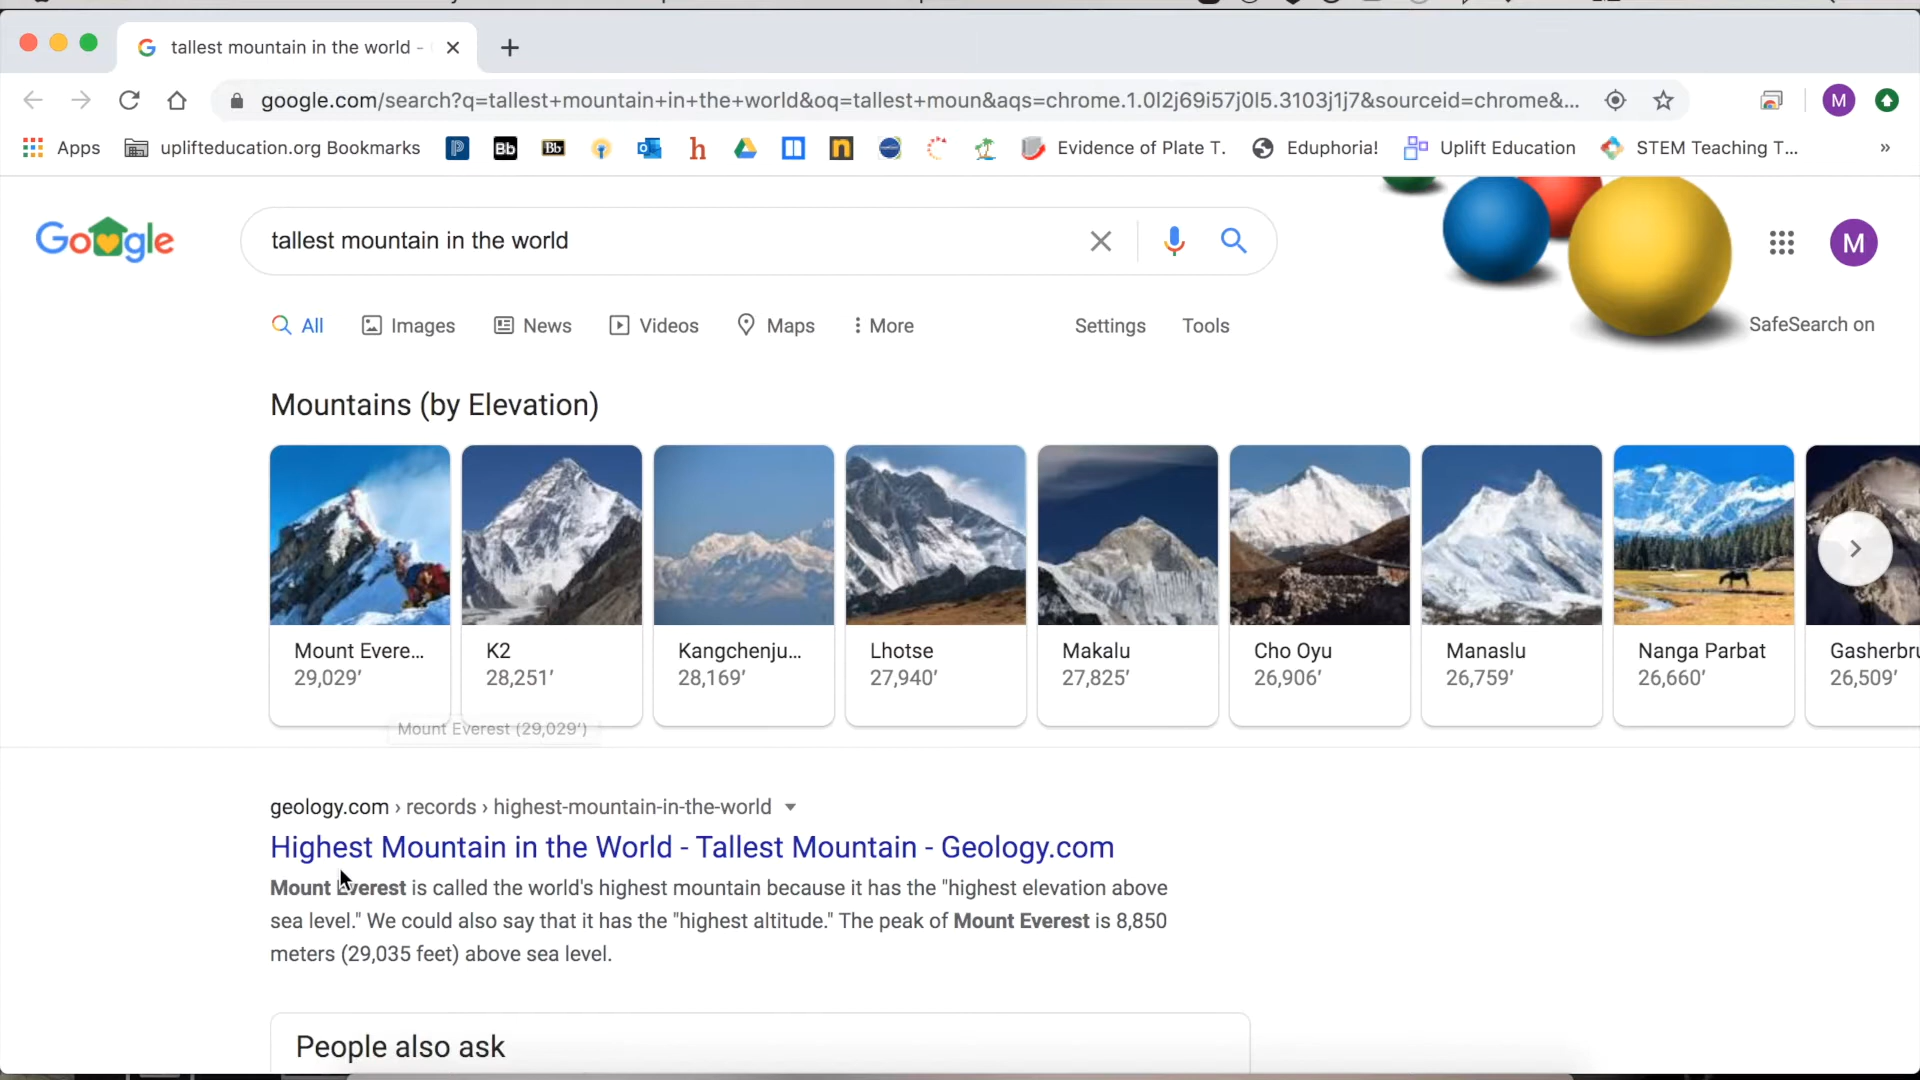 tallest mountain in the world -
google.com/search?q=tallest+mountain+in+the+world&oq=tallest+moun&aqs=chrome.1.0l2j69i57j0l5.3103j1j7&sourceid=chrome&...
M
Apps
uplifteducation.org Bookmarks
Bb
Bb
h
n
Evidence of Plate T.
Eduphoria!
Uplift Education
STEM Teaching T...
»
Google
tallest mountain in the world
M
All
Images
News
Videos
Maps
More
Settings
Tools
SafeSearch on
Mountains (by Elevation)
Mount Evere...
29,029′
K2
28,251′
Kangchenju...
28,169′
Lhotse
27,940′
Makalu
27,825′
Cho Oyu
26,906′
Manaslu
26,759′
Nanga Parbat
26,660′
Gasherbru
26,509′
Mount Everest (29,029′)
geology.com › records › highest-mountain-in-the-world
Highest Mountain in the World - Tallest Mountain - Geology.com
Mount Everest is called the world's highest mountain because it has the "highest elevation above
sea level." We could also say that it has the "highest altitude." The peak of Mount Everest is 8,850
meters (29,035 feet) above sea level.
People also ask